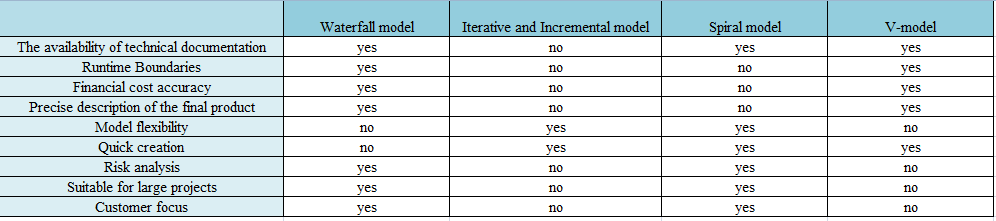 Waterfall model Iterative and Incremental model Spiral model V-model
The availability of technical documentation yes no yes yes
Runtime Boundaries yes no no yes
Financial cost accuracy yes no no yes
Precise description of the final product yes no no yes
Model flexibility no yes yes no
Quick creation no yes yes yes
Risk analysis yes no yes no
Suitable for large projects yes no yes no
Customer focus yes no yes no